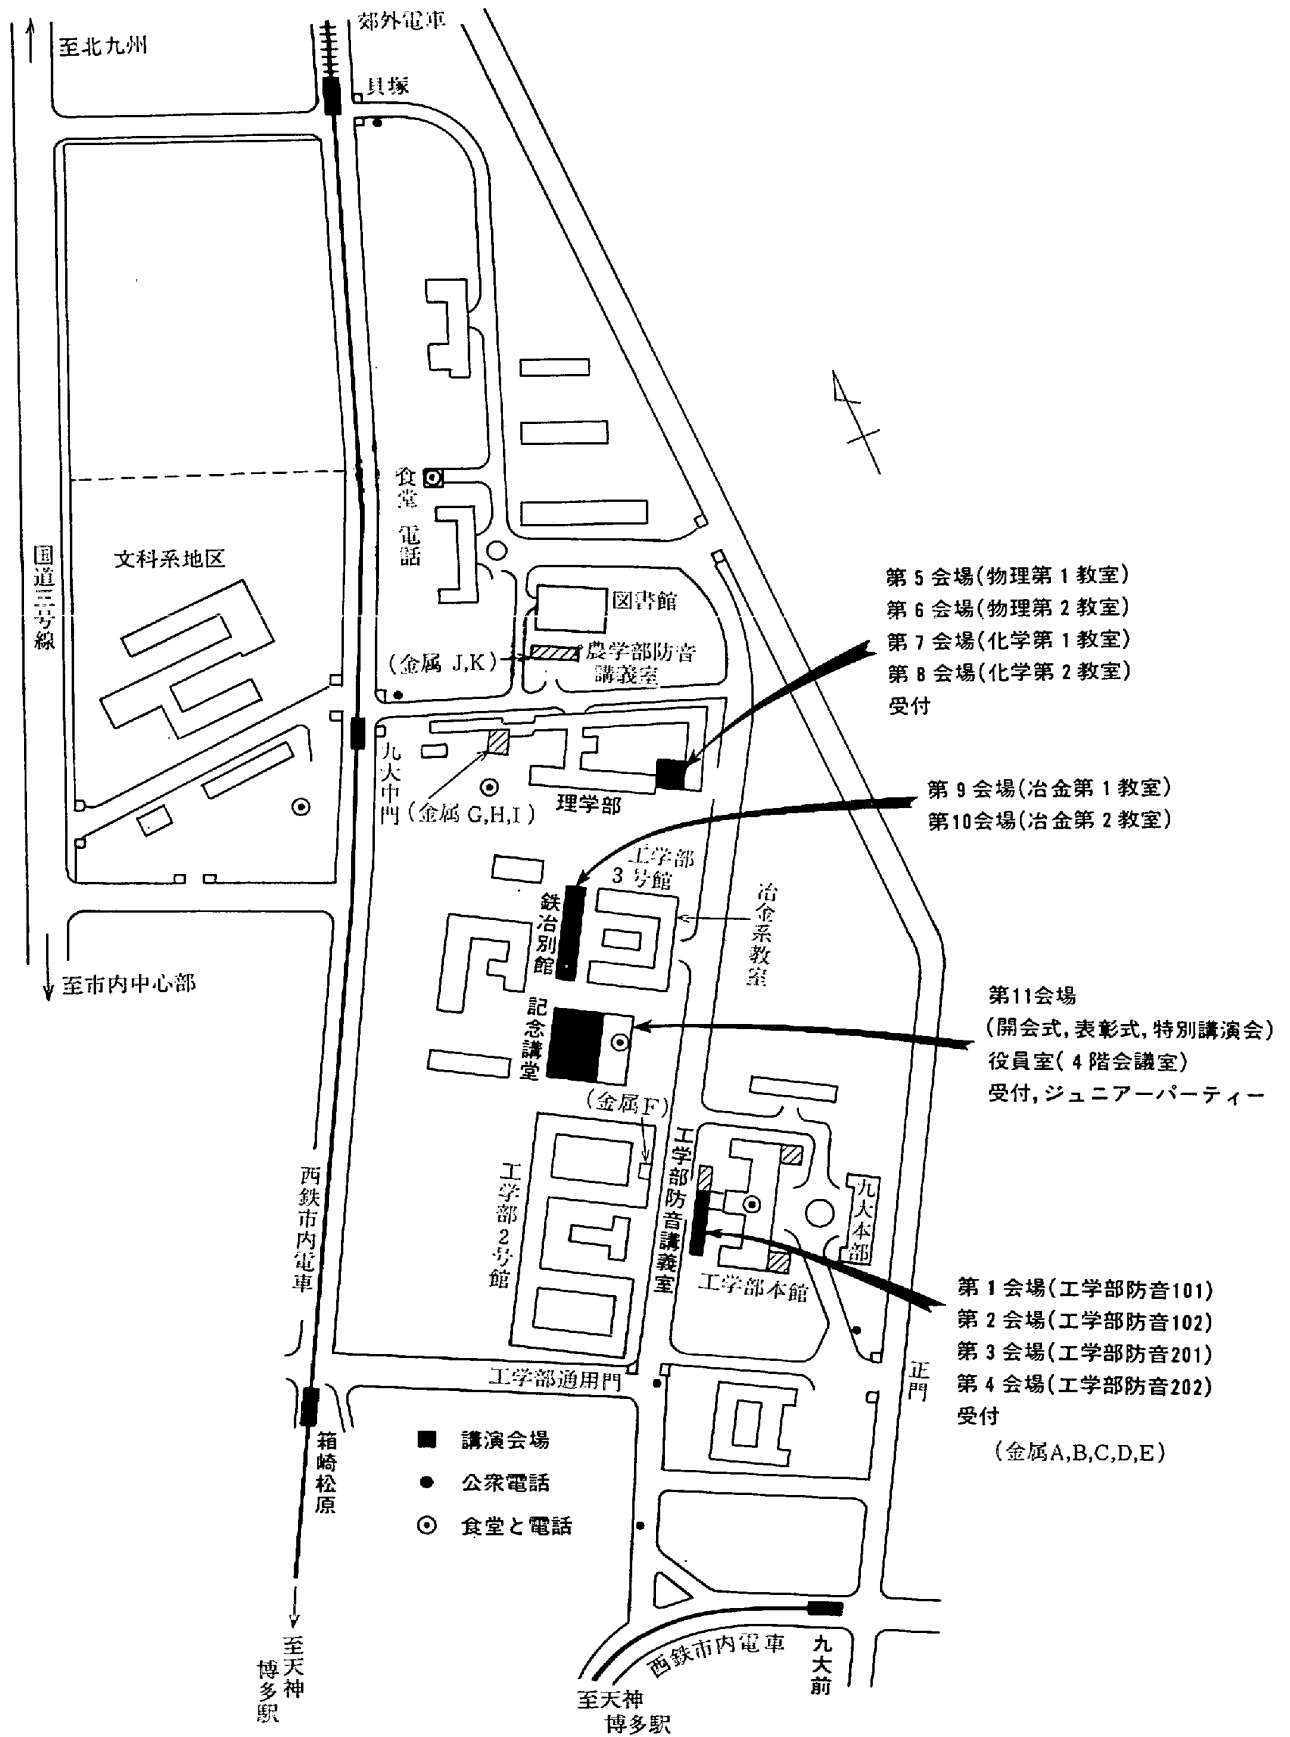 郊外電車
至北九州
貝塚
食堂
電話
国道三号線
文科系地区
図書館
農学部防音
講義室
(金属 J,K)
第5会場(物理第1教室)
第6会場(物理第2教室)
第7会場(化学第1教室)
第8会場(化学第2教室)
受付
九大中門
(金属 G,H,I)
理学部
第9会場(冶金第1教室)
第10会場(冶金第2教室)
工学部
3号館
鉄冶別館
冶金系教室
至市内中心部
記念講堂
第11会場
(開会式,表彰式,特別講演会)
役員室(4階会議室)
受付,ジュニアーパーティー
(金属F)
工学部防音講義室
西鉄市内電車
工学部2号館
九大本部
工学部本館
第1会場(工学部防音101)
第2会場(工学部防音102)
第3会場(工学部防音201)
第4会場(工学部防音202)
受付
(金属A,B,C,D,E)
正門
工学部通用門
箱崎松原
講演会場
公衆電話
食堂と電話
至天神
博多駅
西鉄市内電車
九大前
至天神
博多駅